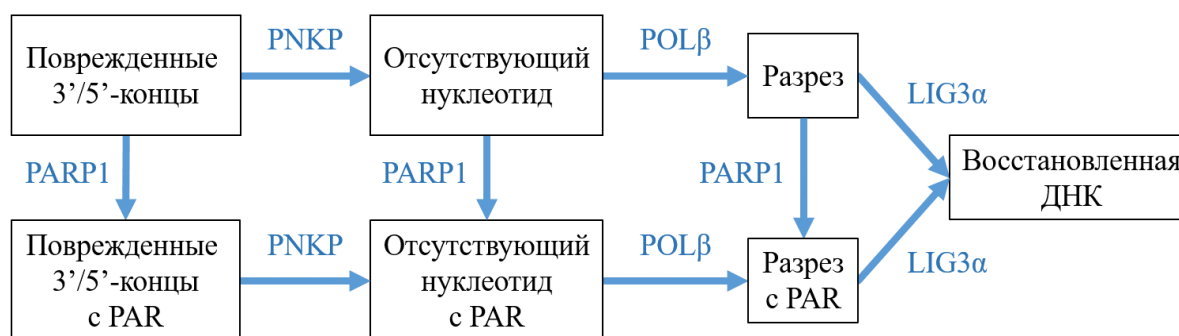 Поврежденные
3’/5’-концы
PNKP
Отсутствующий
нуклеотид
POLβ
Разрез
LIG3α
PARP1
PARP1
PARP1
Восстановленная
ДНК
Поврежденные
3’/5’-концы
с PAR
PNKP
Отсутствующий
нуклеотид
с PAR
POLβ
Разрез
с PAR
LIG3α